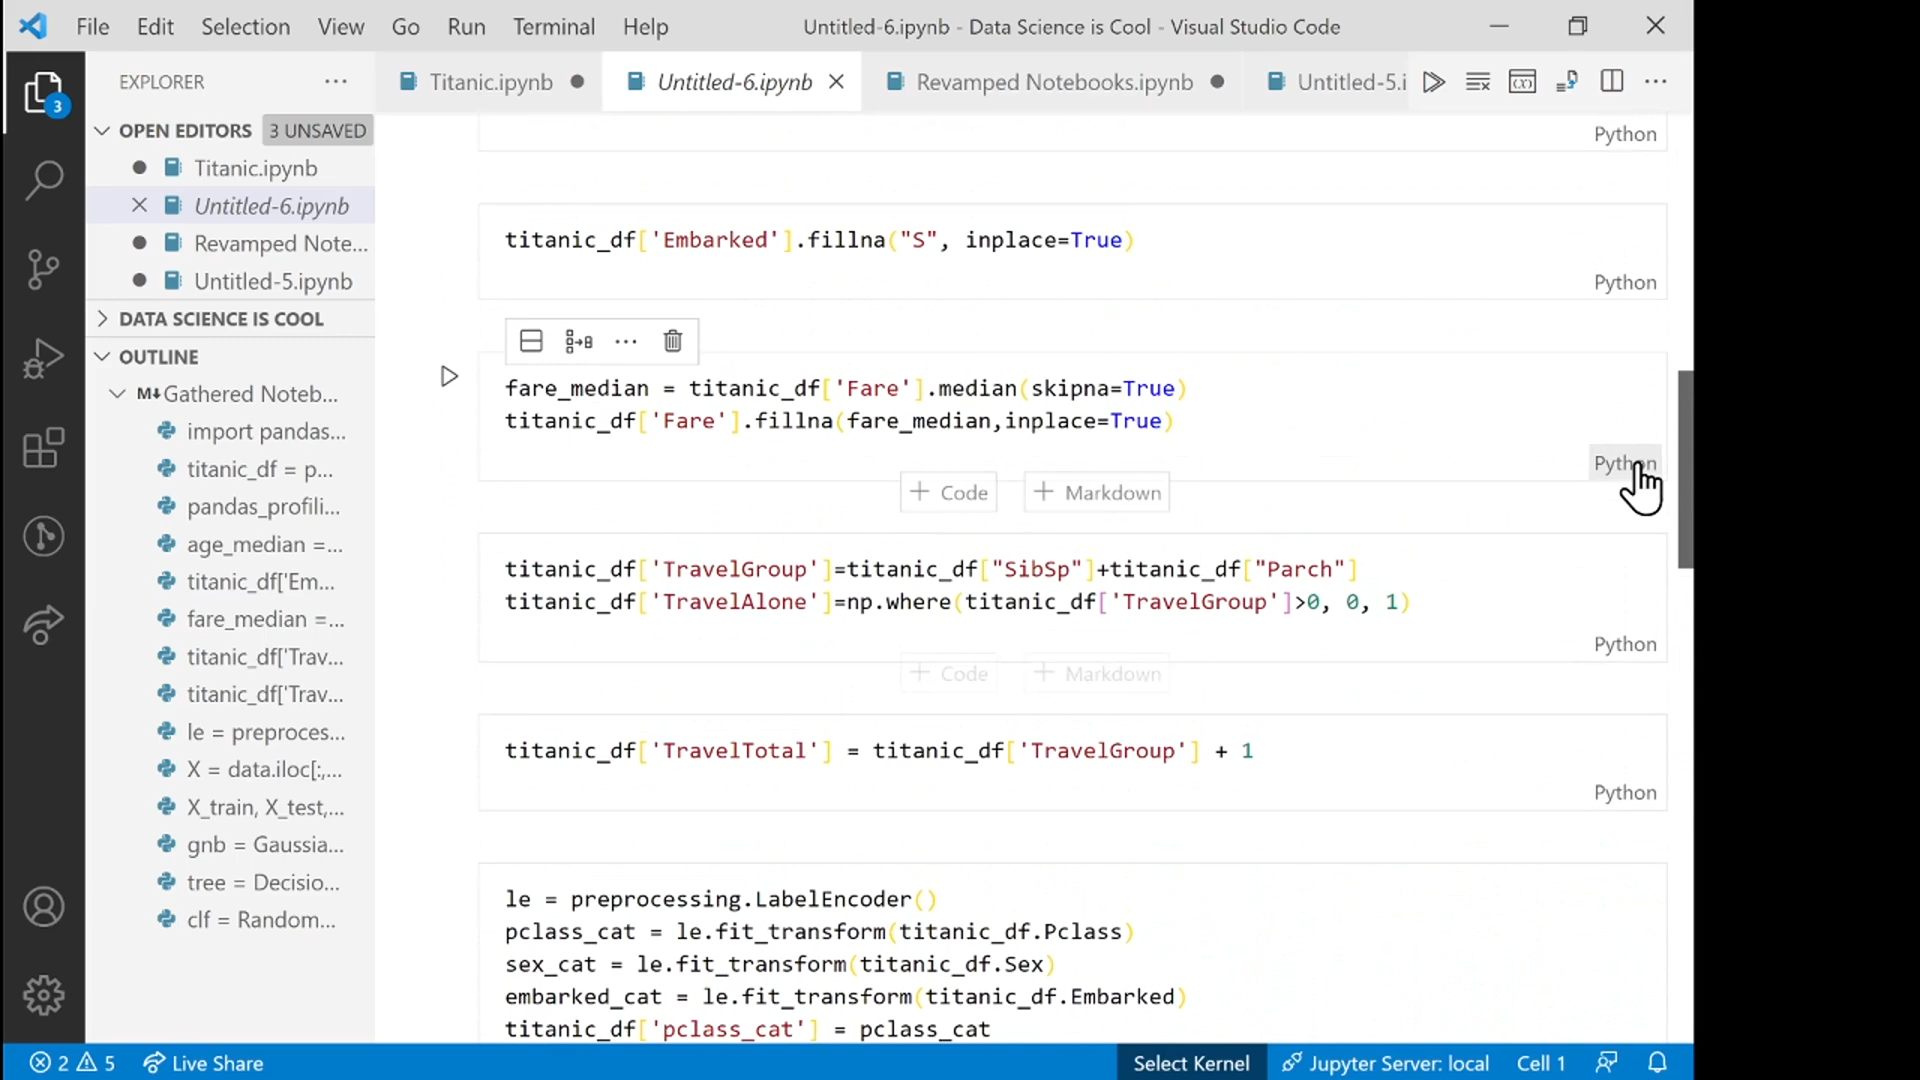 File Edit Selection View Go Run Terminal Help
Untitled-6.ipynb - Data Science is Cool - Visual Studio Code
EXPLORER
Titanic.ipynb
Untitled-6.ipynb
Revamped Notebooks.ipynb
Untitled-5.i
OPEN EDITORS 3 UNSAVED
Titanic.ipynb
Untitled-6.ipynb
Revamped Note...
Untitled-5.ipynb
DATA SCIENCE IS COOL
OUTLINE
M↓Gathered Noteb...
import pandas...
titanic_df = p...
pandas_profili...
age_median =...
titanic_df['Em...
fare_median =...
titanic_df['Trav...
titanic_df['Trav...
le = preproces...
X = data.iloc[:,...
X_train, X_test,...
gnb = Gaussia...
tree = Decisio...
clf = Random...
3
Python
titanic_df['Embarked'].fillna("S", inplace=True)
Python
fare_median = titanic_df['Fare'].median(skipna=True)
titanic_df['Fare'].fillna(fare_median,inplace=True)
Python
+ Code + Markdown
titanic_df['TravelGroup']=titanic_df["SibSp"]+titanic_df["Parch"]
titanic_df['TravelAlone']=np.where(titanic_df['TravelGroup']>0, 0, 1)
Python
+ Code + Markdown
titanic_df['TravelTotal'] = titanic_df['TravelGroup'] + 1
Python
le = preprocessing.LabelEncoder()
pclass_cat = le.fit_transform(titanic_df.Pclass)
sex_cat = le.fit_transform(titanic_df.Sex)
embarked_cat = le.fit_transform(titanic_df.Embarked)
titanic_df['pclass_cat'] = pclass_cat
2 5 Live Share
Select Kernel Jupyter Server: local Cell 1